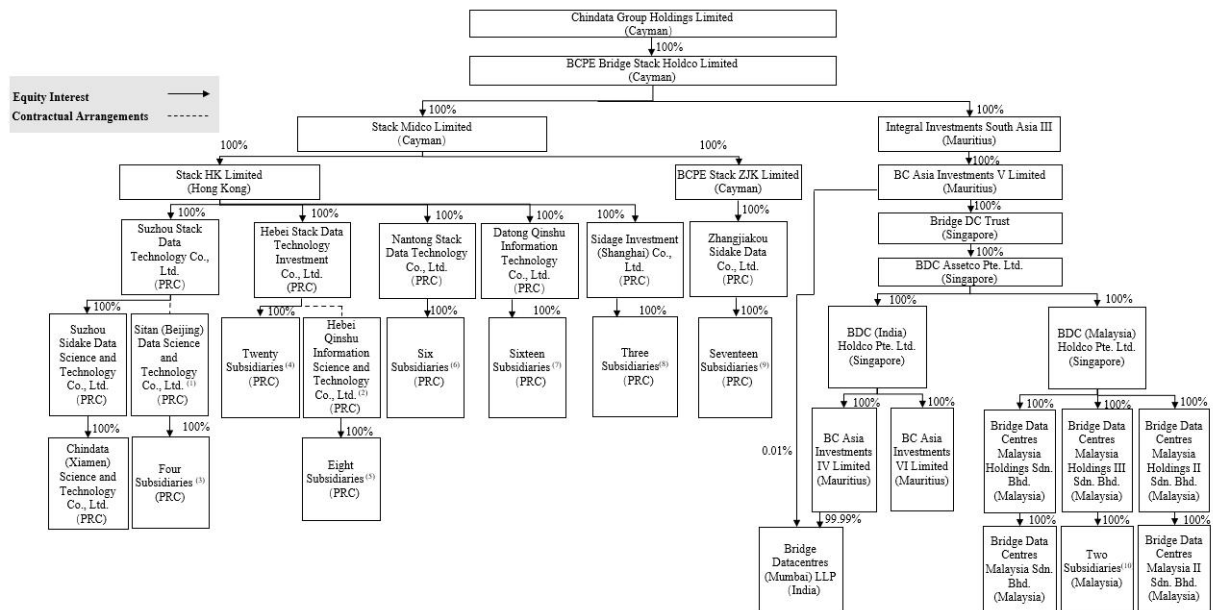 Chindata Group Holdings Limited
(Cayman)
100%
BCPE Bridge Stack Holdco Limited
(Cayman)
Equity Interest
Contractual Arrangements
100%
100%
Stack Midco Limited
(Cayman)
Integral Investments South Asia III
(Mauritius)
100%
100%
100%
Stack HK Limited
(Hong Kong)
BCPE Stack ZJK Limited
(Cayman)
BC Asia Investments V Limited
(Mauritius)
100%
100%
100%
100%
100%
100%
100%
Suzhou Stack
Data
Technology Co.,
Ltd.
(PRC)
Hebei Stack Data
Technology
Investment
Co., Ltd.
(PRC)
Nantong Stack
Data Technology
Co., Ltd.
(PRC)
Datong Qinshu
Information
Technology Co.,
Ltd.
(PRC)
Sidage Investment
(Shanghai) Co.,
Ltd.
(PRC)
Zhangjiakou
Sidake Data
Co., Ltd.
(PRC)
Bridge DC Trust
(Singapore)
100%
BDC Assetco Pte. Ltd.
(Singapore)
100%
100%
100%
100%
100%
100%
100%
100%
Suzhou
Sidake Data
Science and
Technology
Co., Ltd.
(PRC)
Sitan (Beijing)
Data Science
and
Technology
Co., Ltd. (1)
(PRC)
Twenty
Subsidiaries (4)
(PRC)
Hebei
Qinshu
Information
Science and
Technology
Co., Ltd. (2)
(PRC)
Six
Subsidiaries (6)
(PRC)
Sixteen
Subsidiaries (7)
(PRC)
Three
Subsidiaries(8)
(PRC)
Seventeen
Subsidiaries (9)
(PRC)
BDC (India)
Holdco Pte. Ltd.
(Singapore)
BDC (Malaysia)
Holdco Pte. Ltd.
(Singapore)
100%
100%
100%
100%
100%
100%
100%
100%
Chindata
(Xiamen)
Science and
Technology
Co., Ltd.
(PRC)
Four
Subsidiaries (3)
(PRC)
Eight
Subsidiaries (5)
(PRC)
0.01%
BC Asia
Investments
IV Limited
(Mauritius)
BC Asia
Investments
VI Limited
(Mauritius)
Bridge Data
Centres
Malaysia
Holdings Sdn.
Bhd.
(Malaysia)
Bridge Data
Centres
Malaysia
Holdings III
Sdn. Bhd.
(Malaysia)
Bridge Data
Centres
Malaysia
Holdings II
Sdn. Bhd.
(Malaysia)
99.99%
100%
100%
100%
Bridge
Datacentres
(Mumbai) LLP
(India)
Bridge Data
Centres
Malaysia Sdn.
Bhd.
(Malaysia)
Two
Subsidiaries(10
(Malaysia)
Bridge Data
Centres
Malaysia II
Sdn. Bhd.
(Malaysia)